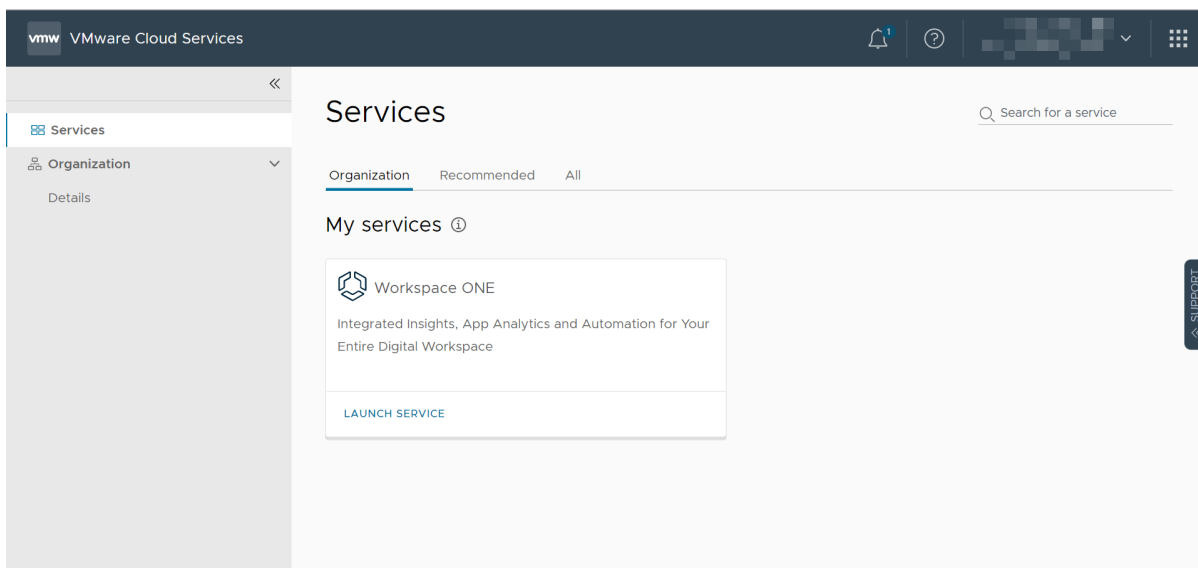 vmw VMware Cloud Services
1
Services
Organization
Details
Services
Search for a service
Organization Recommended All
My services
Workspace ONE
Integrated Insights, App Analytics and Automation for Your
Entire Digital Workspace
LAUNCH SERVICE
SUPPORT